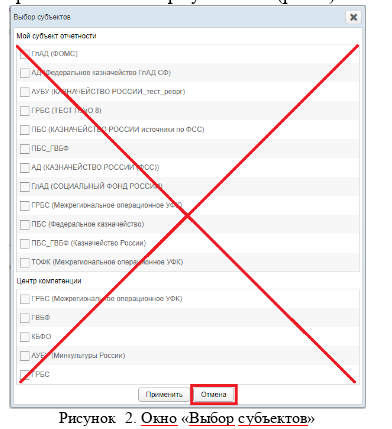 Выбор субъектов
Мой субъект отчетности
ГлАД (ФОМС)
АД (Федеральное казначейство ГлАД СФ)
АУБУ (КАЗНАЧЕЙСТВО РОССИИ_тест_реорг)
ГРБС (ТЕСТ 8)
ПБС (КАЗНАЧЕЙСТВО РОССИИ источники по ФСС)
ПБС_ГВБФ
АД (КАЗНАЧЕЙСТВО РОССИИ (ФСС))
ГлАД (СОЦИАЛЬНЫЙ ФОНД РОССИИ)
ГРБС (Межрегиональное операционное УФК)
ПБС (Федеральное казначейство)
ПБС_ГВБФ (Казначейство России)
ТОФК (Межрегиональное операционное УФК)
Центр компетенции
ГРБС (Межрегиональное операционное УФК)
ГВБФ
КБФО
АУБУ (Минкультуры России)
ГРБС
Применить Отмена
Рисунок 2. Окно «Выбор субъектов»